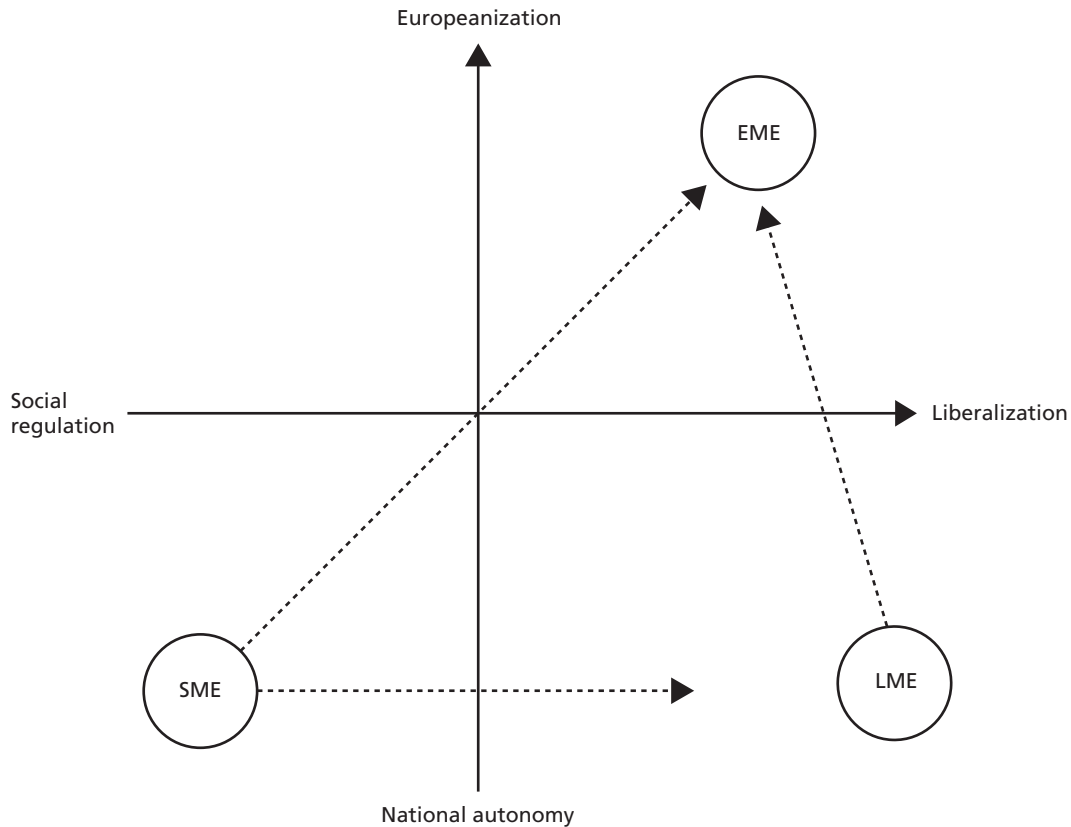 Europeanization
EME
Social
regulation
Liberalization
SME
LME
National autonomy